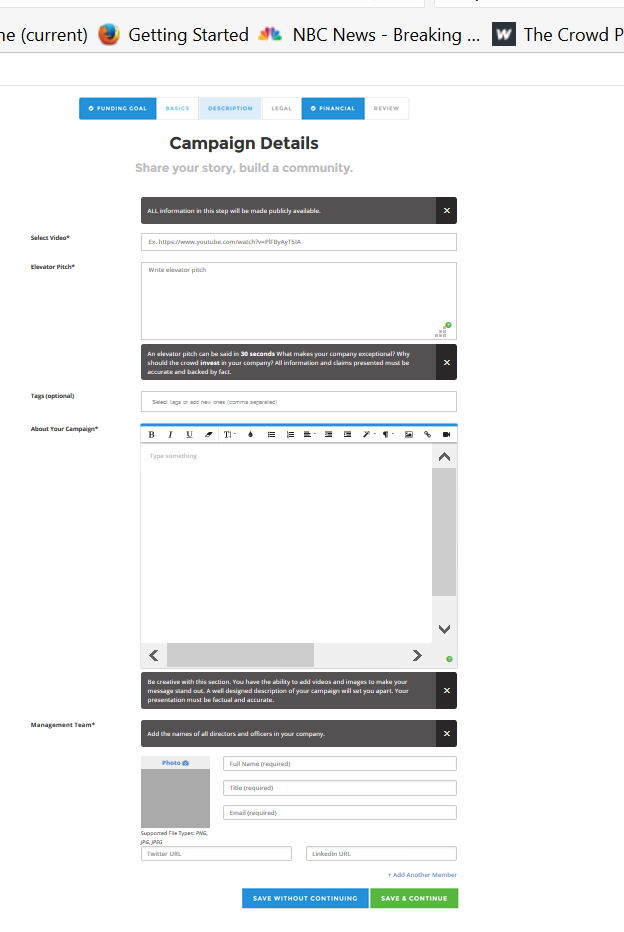 ne (current) Getting Started NBC News - Breaking ... W The Crowd P
FUNDING GOAL BASICS DESCRIPTION LEGAL FINANCIAL REVIEW
Campaign Details
Share your story, build a community.
ALL information in this step will be made publicly available.
Select Video*
Ex. https://www.youtube.com/watch?v=PlFByAyTSIA
Elevator Pitch*
Write elevator pitch
An elevator pitch can be said in 30 seconds What makes your company exceptional? Why
should the crowd invest in your company? All information and claims presented must be
accurate and backed by fact.
Tags (optional)
Select tags or add new ones (comma separated)
About Your Campaign*
B I U
Type something
Be creative with this section. You have the ability to add videos and images to make your
message stand out. A well designed description of your campaign will set you apart. Your
presentation must be factual and accurate.
Management Team*
Add the names of all directors and officers in your company.
Photo
Full Name (required)
Title (required)
Email (required)
Supported File Types: PNG,
JPG, JPEG
Twitter URL
LinkedIn URL
+ Add Another Member
SAVE WITHOUT CONTINUING SAVE & CONTINUE